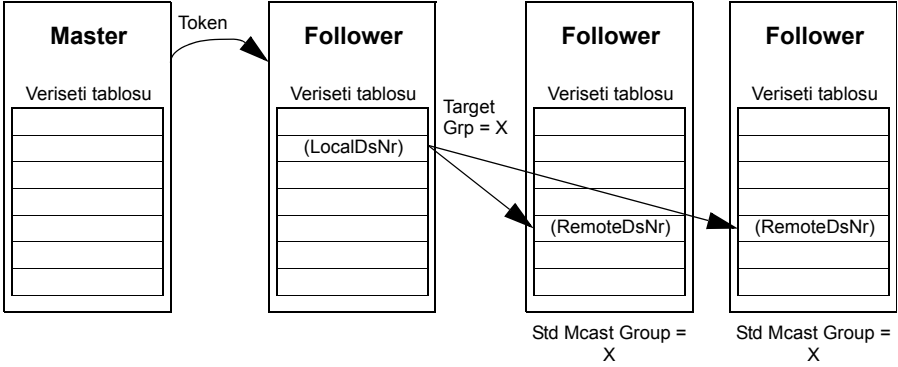 Master
Token
Follower
Follower
Follower
Veriseti tablosu
Veriseti tablosu
Veriseti tablosu
Veriseti tablosu
Target
Grp = X
(LocalDsNr)
(RemoteDsNr)
(RemoteDsNr)
Std Mcast Group =
X
Std Mcast Group =
X